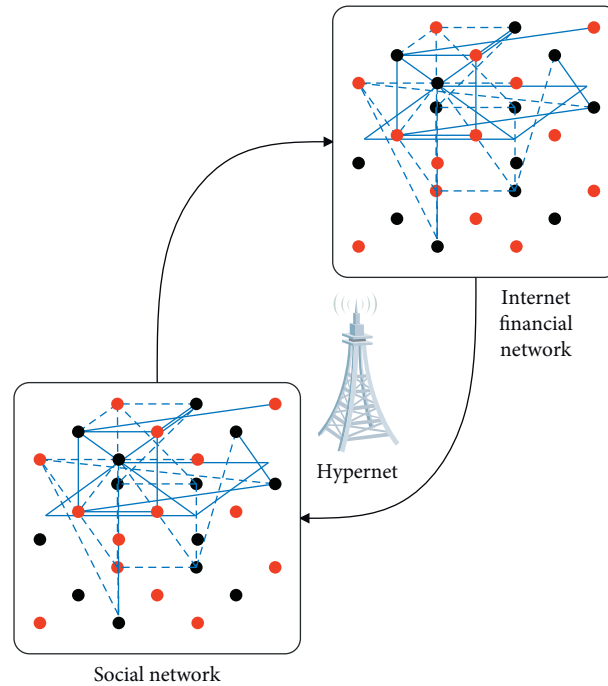 Internet
financial
network
Hypernet
Social network